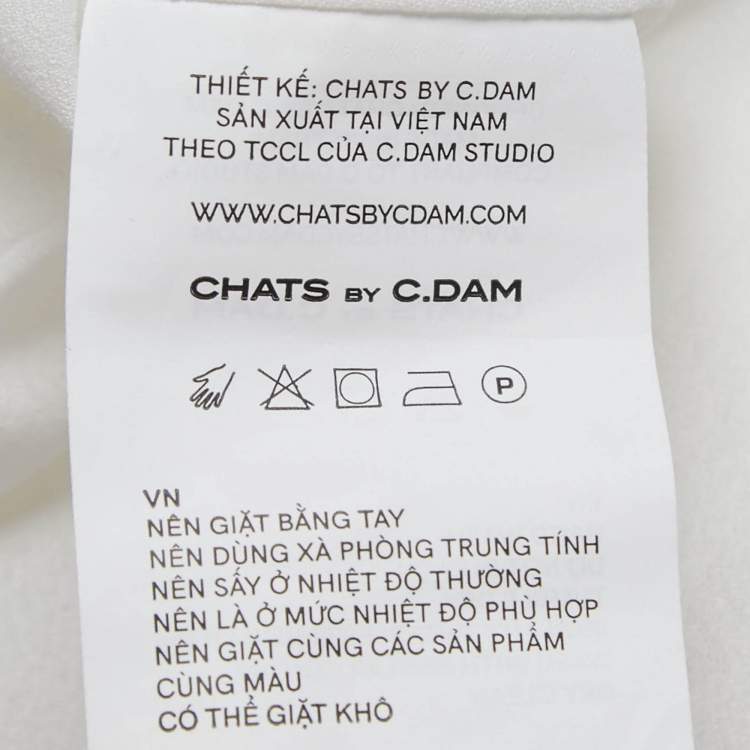 THIẾT KẾ: CHATS BY C.DAM
SẢN XUẤT TẠI VIỆT NAM
THEO TCCL CỦA C.DAM STUDIO
WWW.CHATSBYCDAM.COM
CHATS BY C.DAM
P
VN
NÊN GIẶT BẰNG TAY
NÊN DÙNG XÀ PHÒNG TRUNG TÍNH
NÊN SẤY Ở NHIỆT ĐỘ THƯỜNG
NÊN LÀ Ở MỨC NHIỆT ĐỘ PHÙ HỢP
NÊN GIẶT CÙNG CÁC SẢN PHẨM
CÙNG MÀU
CÓ THỂ GIẶT KHÔ